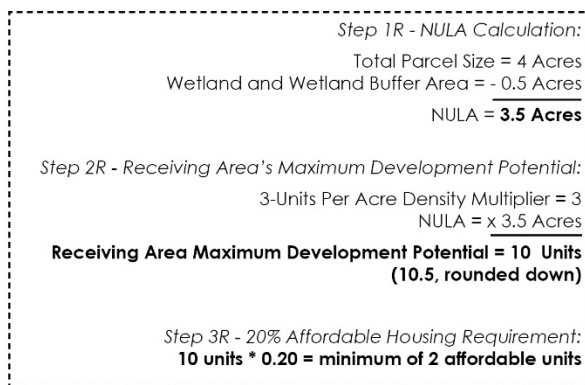 Step 1R - NULA Calculation:
Total Parcel Size = 4 Acres
Wetland and Wetland Buffer Area = - 0.5 Acres
NULA = 3.5 Acres
Step 2R - Receiving Area's Maximum Development Potential:
3-Units Per Acre Density Multiplier = 3
NULA = x 3.5 Acres
Receiving Area Maximum Development Potential = 10 Units
(10.5, rounded down)
Step 3R - 20% Affordable Housing Requirement:
10 units * 0.20 = minimum of 2 affordable units